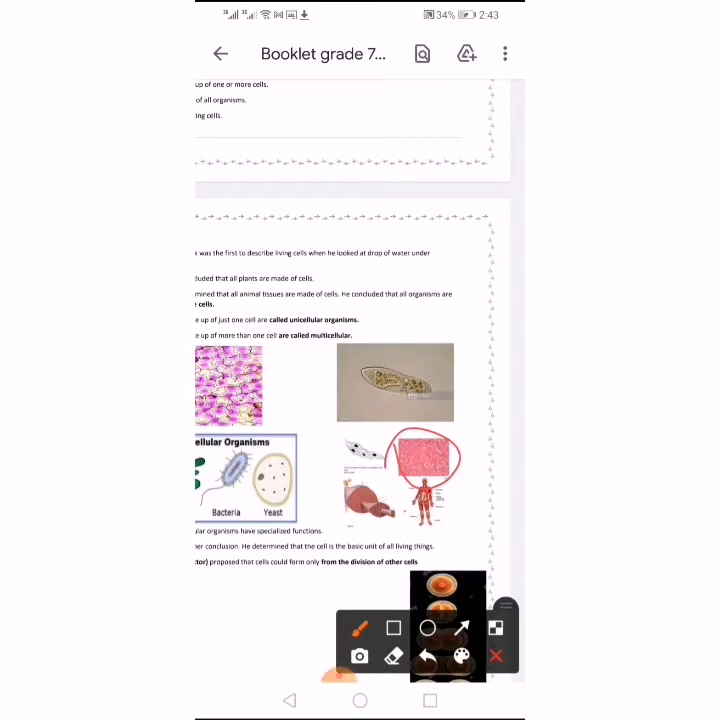 34% 2:43
Booklet grade 7...
up of one or more cells.
of all organisms.
ing cells.
k was the first to describe living cells when he looked at drop of water under
luded that all plants are made of cells.
mined that all animal tissues are made of cells. He concluded that all organisms are
cells.
e up of just one cell are called unicellular organisms.
e up of more than one cell are called multicellular.
ellular Organisms
Bacteria Yeast
ular organisms have specialized functions.
her conclusion. He determined that the cell is the basic unit of all living things.
tor) proposed that cells could form only from the division of other cells